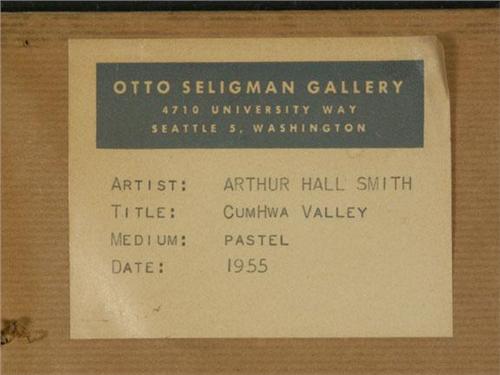 OTTO SELIGMAN GALLERY
4710 UNIVERSITY WAY
SEATTLE 5, WASHINGTON
ARTIST: ARTHUR HALL SMITH
TITLE: CUMHWA VALLEY
MEDIUM: PASTEL
DATE: 1955